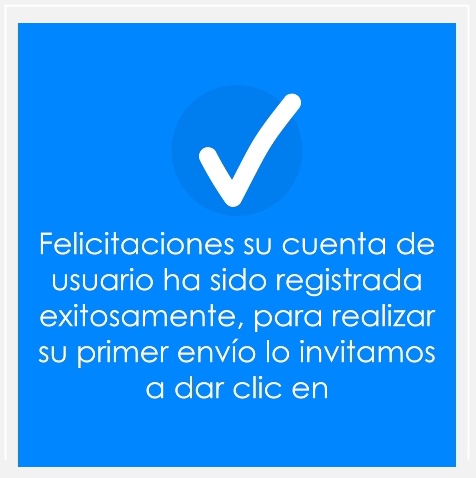 Felicitaciones su cuenta de
usuario ha sido registrada
exitosamente, para realizar
su primer envío lo invitamos
a dar clic en